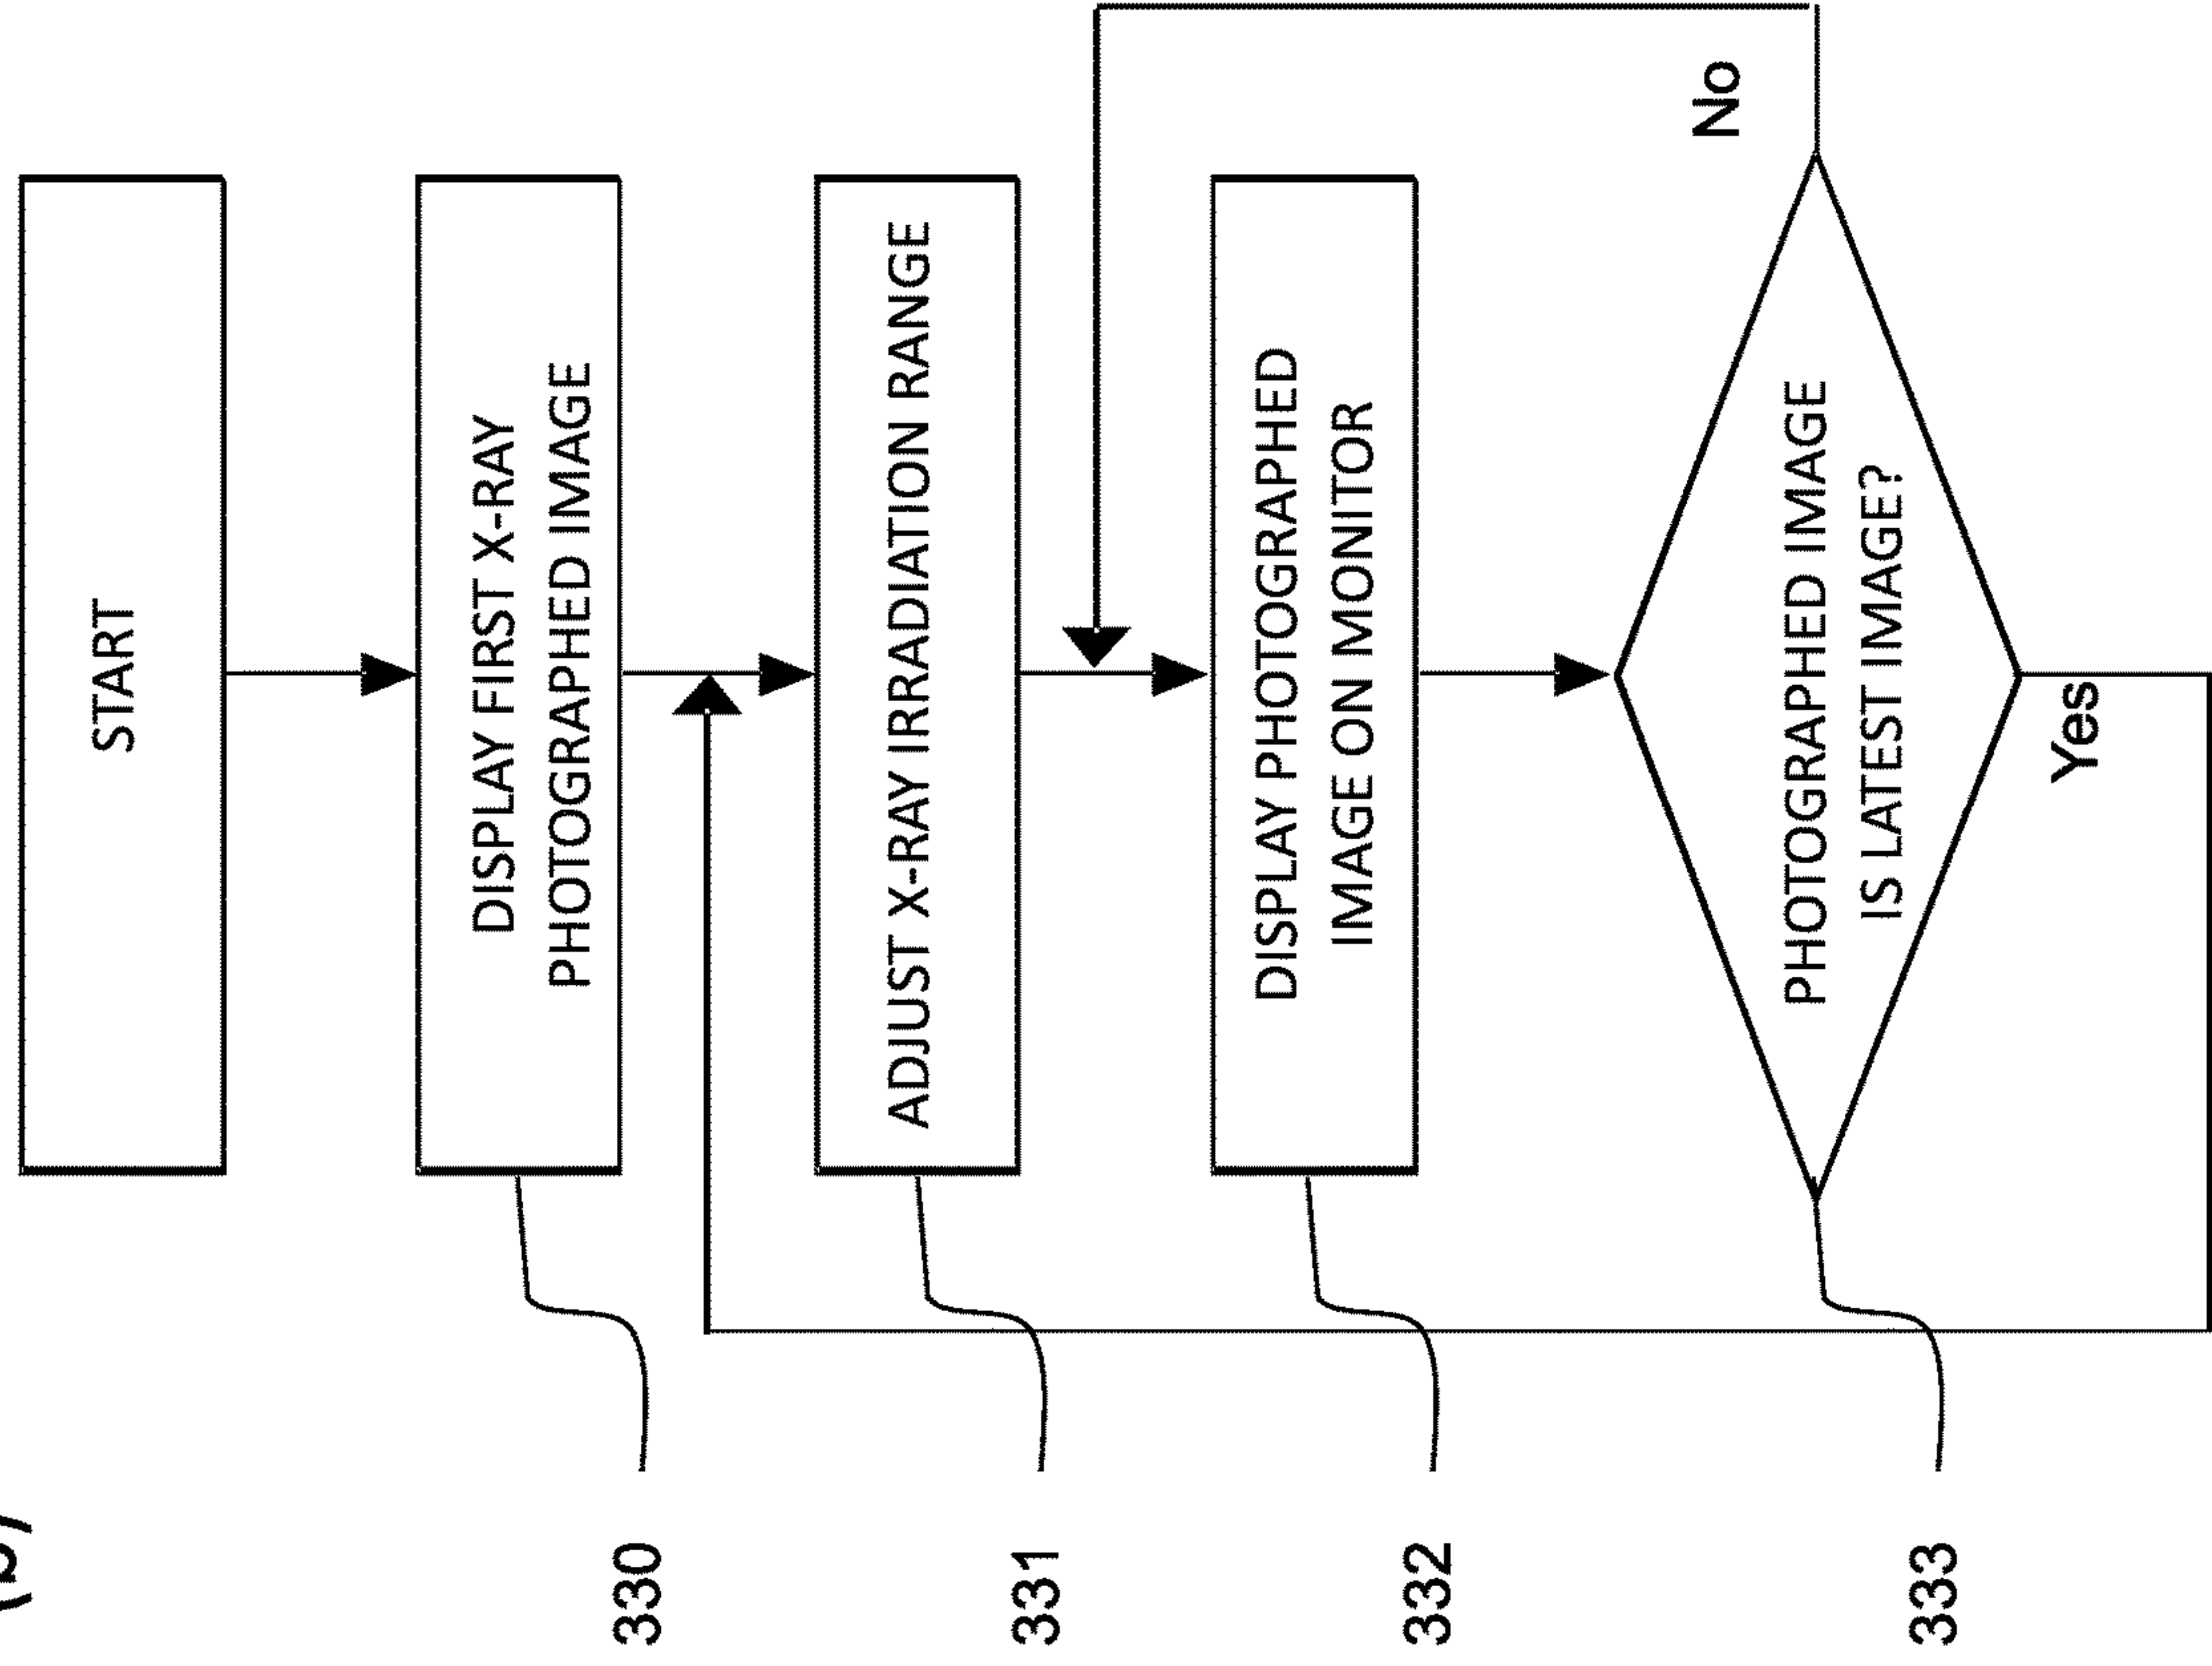 START
330
DISPLAY FIRST X-RAY
PHOTOGRAPHED IMAGE
331
ADJUST X-RAY IRRADIATION RANGE
332
DISPLAY PHOTOGRAPHED
IMAGE ON MONITOR
333
PHOTOGRAPHED IMAGE
IS LATEST IMAGE?
No
Yes